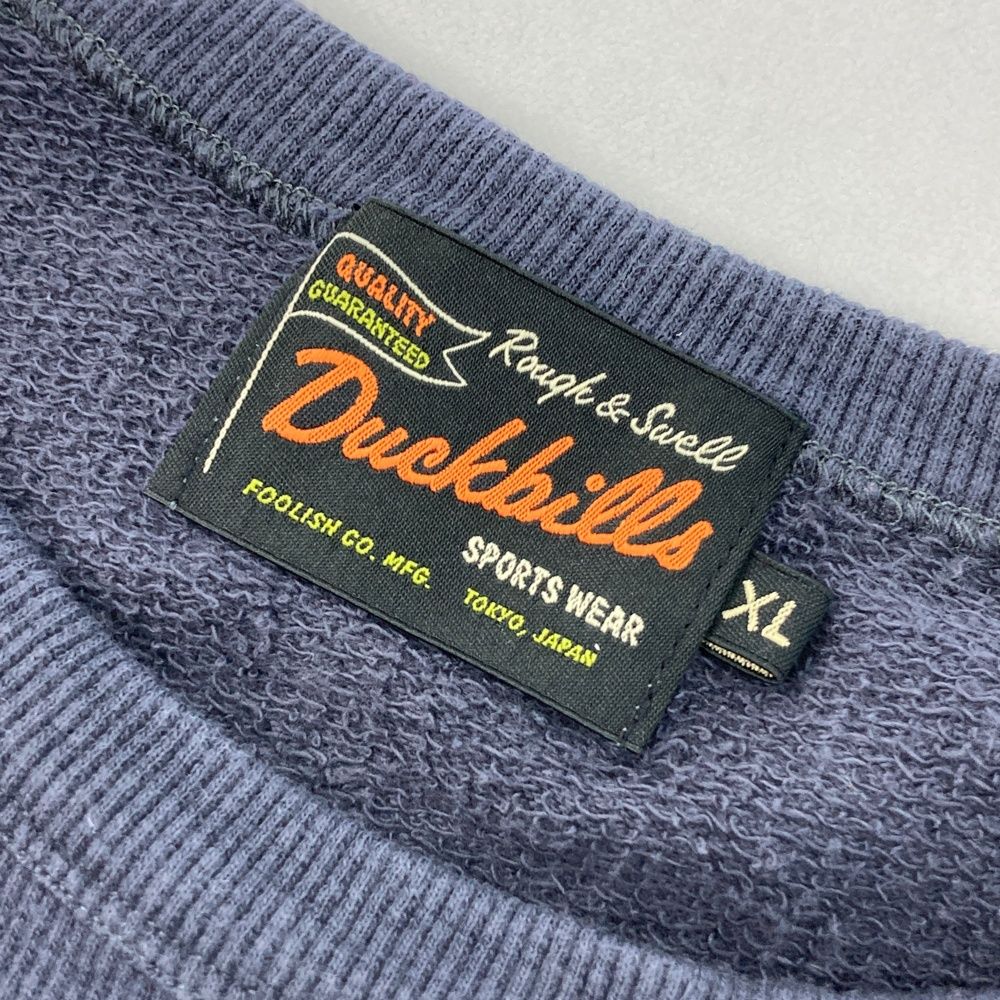 QUALITY
GUARANTEED
Rough & Swell
Duckbills
SPORTS WEAR
FOOLISH CO. MFG. TOKYO, JAPAN
XL